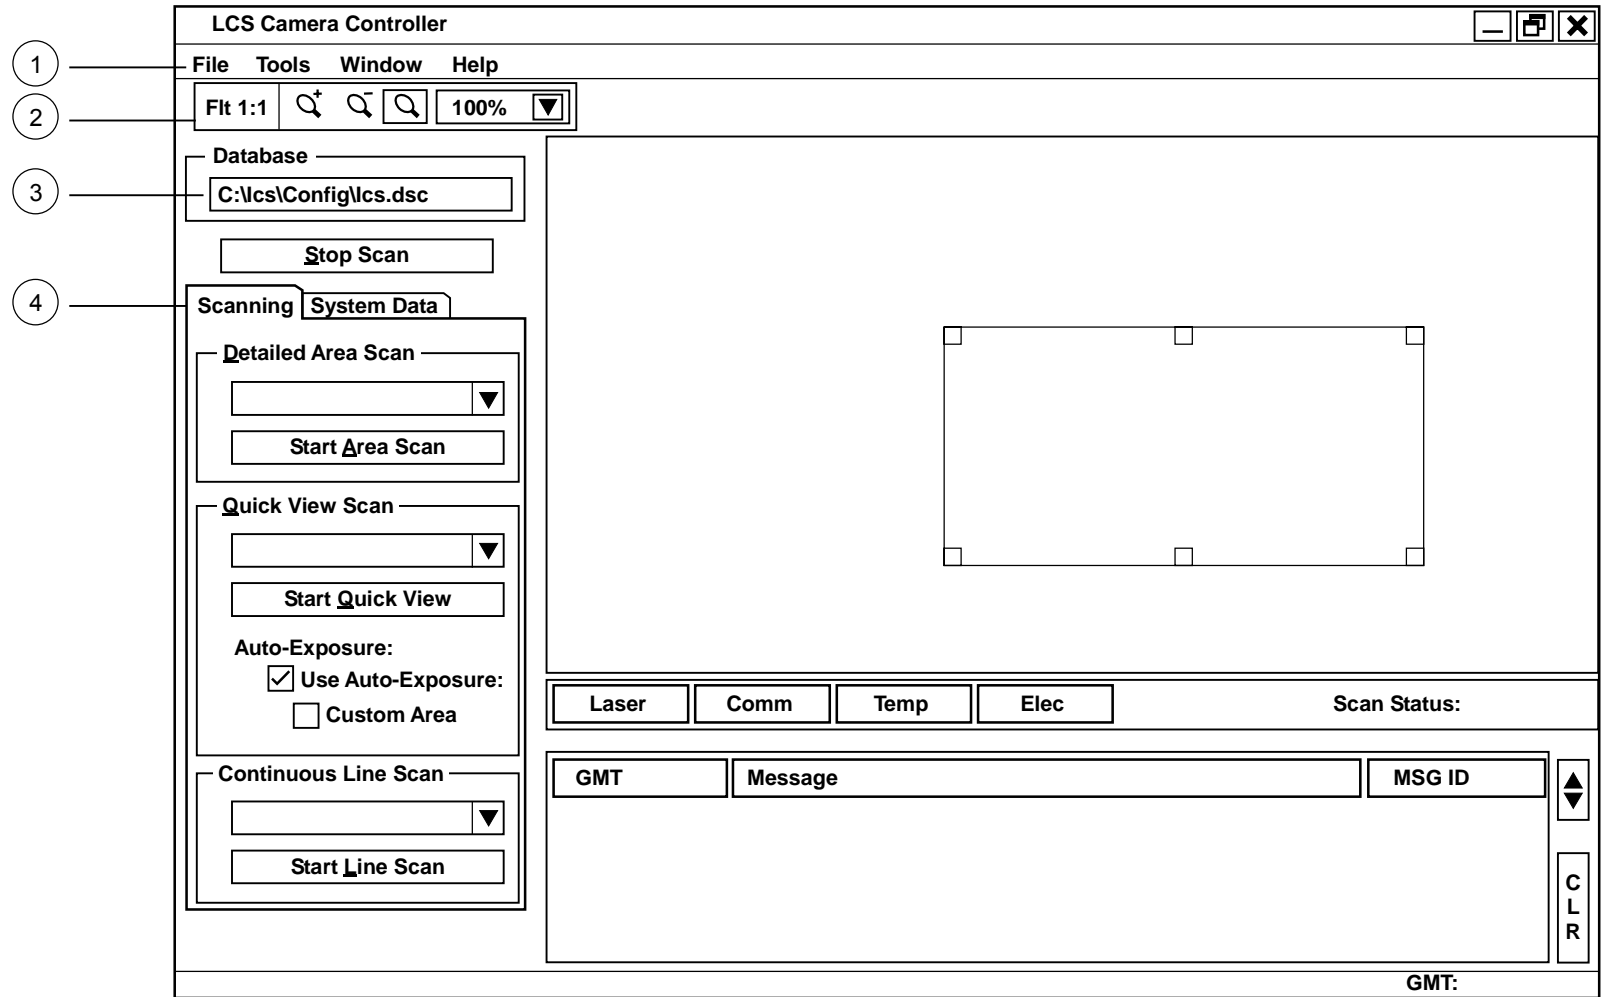 LCS Camera Controller
1
File Tools Window Help
2
Flt 1:1 100%
Database
3
C:\lcs\Config\lcs.dsc
Stop Scan
4
Scanning System Data
Detailed Area Scan
Start Area Scan
Quick View Scan
Start Quick View
Auto-Exposure:
Use Auto-Exposure:
Custom Area
Continuous Line Scan
Start Line Scan
Laser Comm Temp Elec Scan Status:
GMT Message MSG ID
C
L
R
GMT: